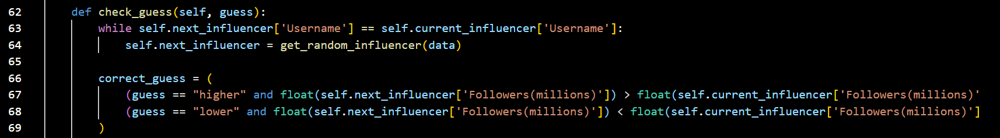 62 def check_guess(self, guess):
63 while self.next_influencer['Username'] == self.current_influencer['Username']:
64 self.next_influencer = get_random_influencer(data)
65
66 correct_guess = (
67 (guess == "higher" and float(self.next_influencer['Followers(millions)']) > float(self.current_influencer['Followers(millions)'
68 (guess == "lower" and float(self.next_influencer['Followers(millions)']) < float(self.current_influencer['Followers(millions)']
69 )